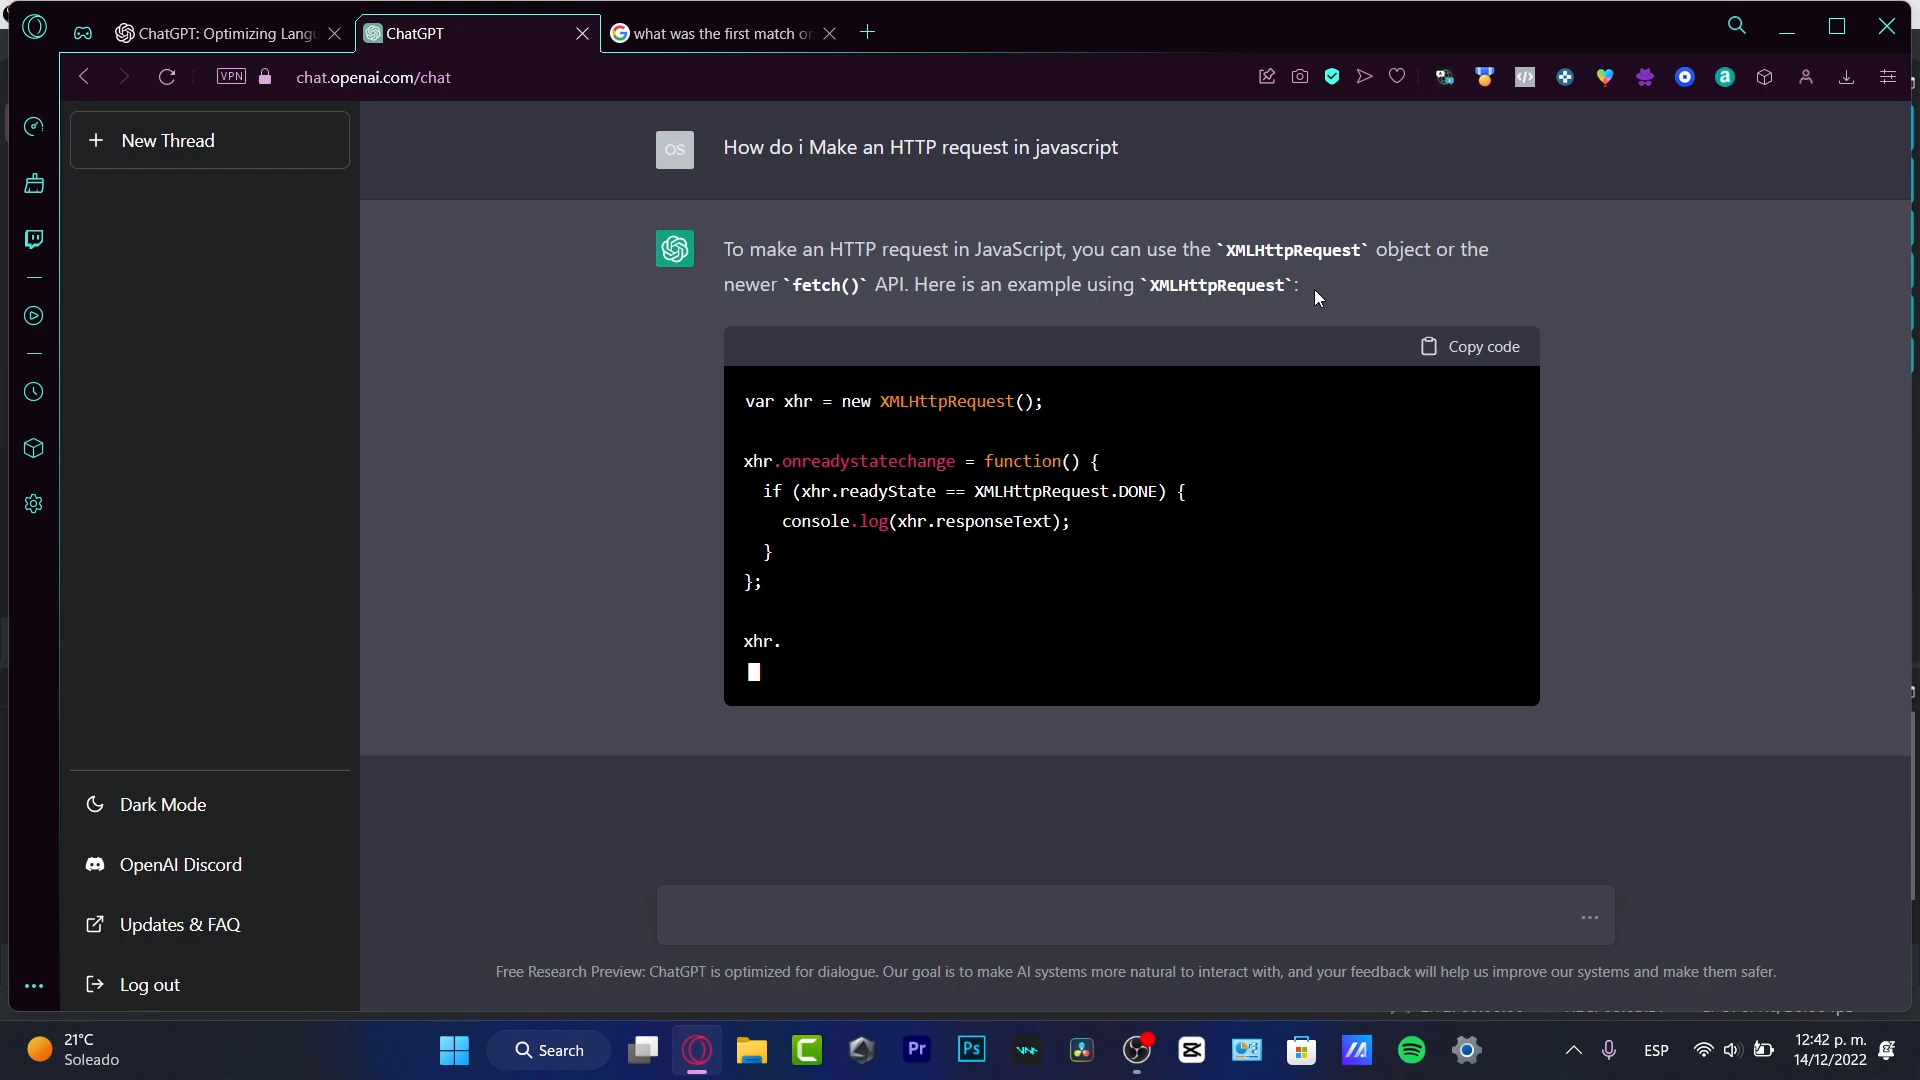 ChatGPT: Optimizing Langu
ChatGPT
what was the first match or
VPN
chat.openai.com/chat
New Thread
OS
How do i Make an HTTP request in javascript
To make an HTTP request in JavaScript, you can use the `XMLHttpRequest` object or the
newer `fetch()` API. Here is an example using `XMLHttpRequest`:
Copy code
var xhr = new XMLHttpRequest();
xhr.onreadystatechange = function() {
if (xhr.readyState == XMLHttpRequest.DONE) {
console.log(xhr.responseText);
}
};
xhr.
Dark Mode
OpenAI Discord
Updates & FAQ
Log out
Free Research Preview: ChatGPT is optimized for dialogue. Our goal is to make AI systems more natural to interact with, and your feedback will help us improve our systems and make them safer.
21°C
Soleado
Search
Pr
Ps
ESP
12:42 p. m.
14/12/2022